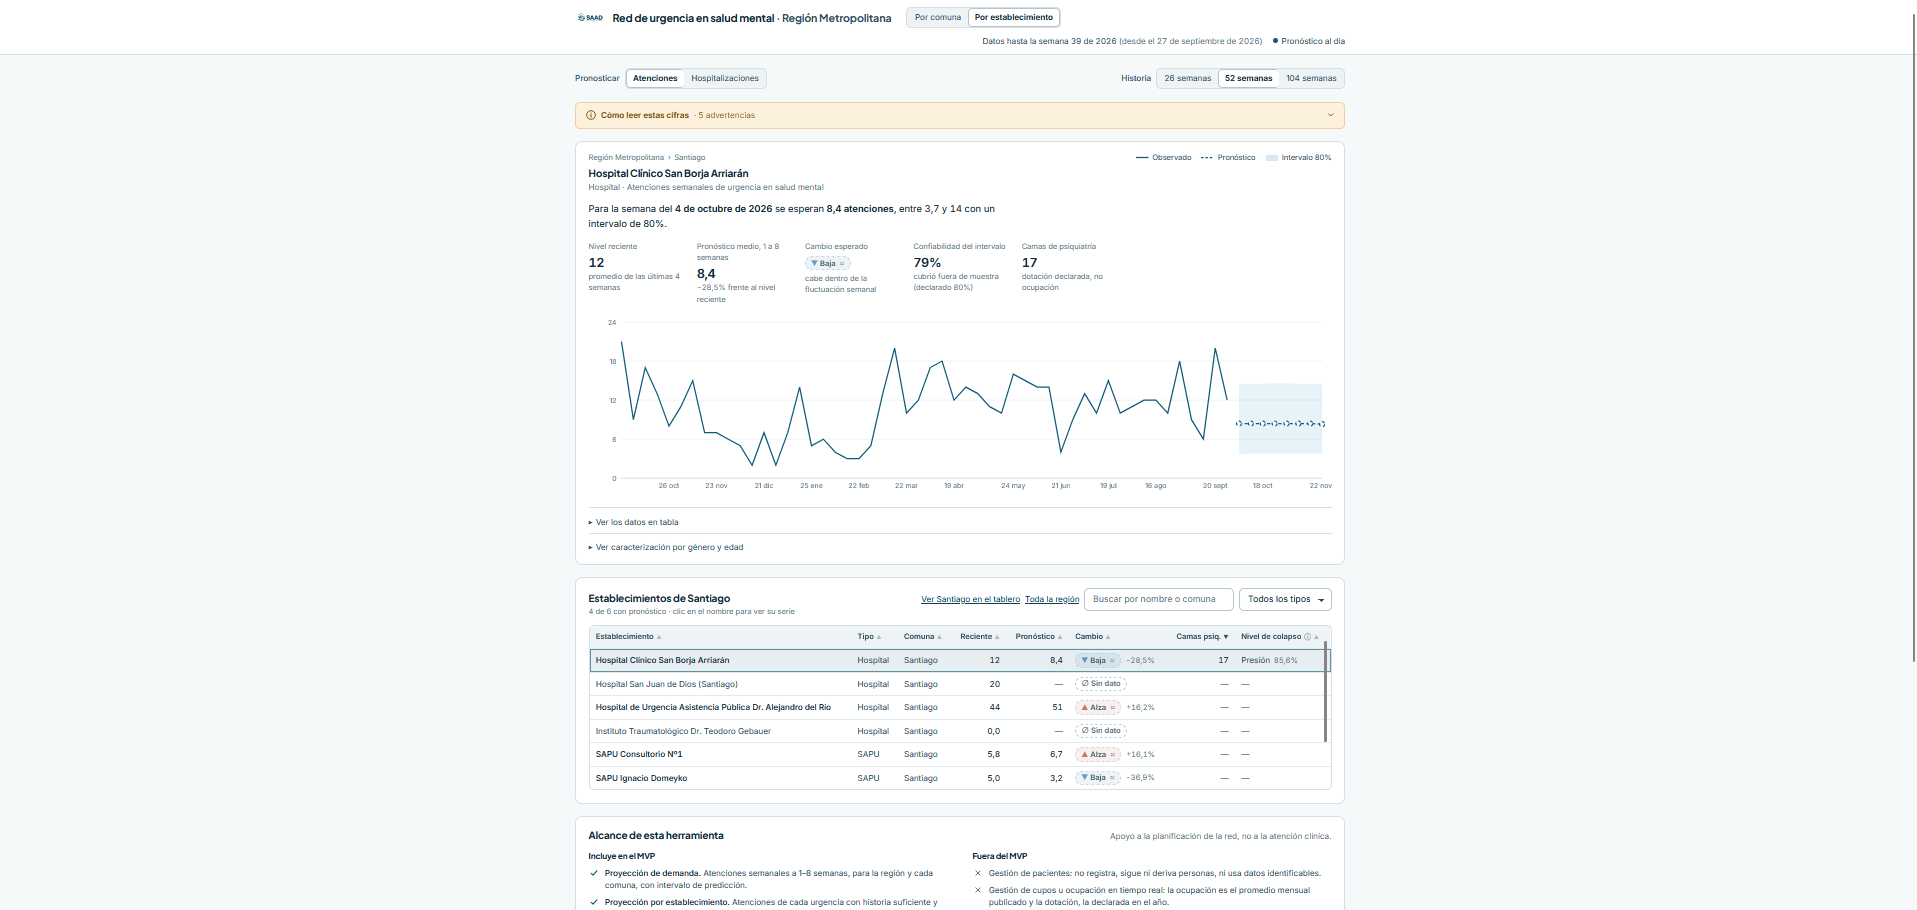 SAAD Red de urgencia en salud mental · Región Metropolitana Por comuna Por establecimiento
Datos hasta la semana 39 de 2026 (desde el 27 de septiembre de 2026) Pronóstico al día
Pronosticar Atenciones Hospitalizaciones Historia 26 semanas 52 semanas 104 semanas
Cómo leer estas cifras · 5 advertencias
Región Metropolitana › Santiago Observado Pronóstico Intervalo 80%
Hospital Clínico San Borja Arriarán
Hospital · Atenciones semanales de urgencia en salud mental
Para la semana del 4 de octubre de 2026 se esperan 8,4 atenciones, entre 3,7 y 14 con un
intervalo de 80%.
Nivel reciente
12
promedio de las últimas 4
semanas
Pronóstico medio, 1 a 8
semanas
8,4
−28,5% frente al nivel
reciente
Cambio esperado
▼ Baja ≈
cabe dentro de la
fluctuación semanal
Confiabilidad del intervalo
79%
cubrió fuera de muestra
(declarado 80%)
Camas de psiquiatría
17
dotación declarada, no
ocupación
24
18
12
6
0
26 oct 23 nov 21 dic 25 ene 22 feb 22 mar 19 abr 24 may 21 jun 19 jul 16 ago 20 sept 18 oct 22 nov
▸ Ver los datos en tabla
▸ Ver caracterización por género y edad
Establecimientos de Santiago
4 de 6 con pronóstico · clic en el nombre para ver su serie
Ver Santiago en el tablero Toda la región Buscar por nombre o comuna Todos los tipos
Establecimiento ▲ Tipo ▲ Comuna ▲ Reciente ▲ Pronóstico ▲ Cambio ▲ Camas psiq. ▼ Nivel de colapso ⓘ ▲
Hospital Clínico San Borja Arriarán Hospital Santiago 12 8,4 ▼ Baja ≈ −28,5% 17 Presión 85,6%
Hospital San Juan de Dios (Santiago) Hospital Santiago 20 — ∅ Sin dato — —
Hospital de Urgencia Asistencia Pública Dr. Alejandro del Río Hospital Santiago 44 51 ▲ Alza ≈ +16,2% — —
Instituto Traumatológico Dr. Teodoro Gebauer Hospital Santiago 0,0 — ∅ Sin dato — —
SAPU Consultorio Nº1 SAPU Santiago 5,8 6,7 ▲ Alza ≈ +16,1% — —
SAPU Ignacio Domeyko SAPU Santiago 5,0 3,2 ▼ Baja ≈ −36,9% — —
Alcance de esta herramienta Apoyo a la planificación de la red, no a la atención clínica.
Incluye en el MVP
✓ Proyección de demanda. Atenciones semanales a 1–8 semanas, para la región y cada
comuna, con intervalo de predicción.
✓ Proyección por establecimiento. Atenciones de cada urgencia con historia suficiente y
Fuera del MVP
✕ Gestión de pacientes: no registra, sigue ni deriva personas, ni usa datos identificables.
✕ Gestión de cupos u ocupación en tiempo real: la ocupación es el promedio mensual
publicado y la dotación, la declarada en el año.